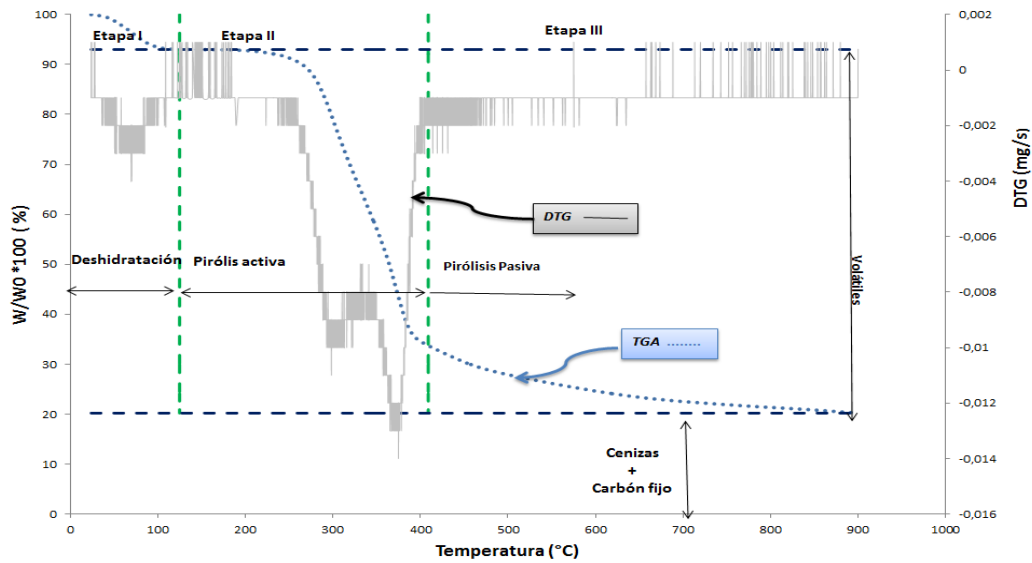 Etapa I
Etapa II
Etapa III
100
90
80
70
60
50
40
30
20
10
0
W/W0 *100 ( %)
0,002
0
-0,002
-0,004
-0,006
-0,008
-0,01
-0,012
-0,014
-0,016
DTG (mg/s)
DTG
Deshidratación
Pirólis activa
Pirólisis Pasiva
Volátiles
TGA ........
Cenizas
+
Carbón fijo
0 100 200 300 400 500 600 700 800 900 1000
Temperatura (°C)